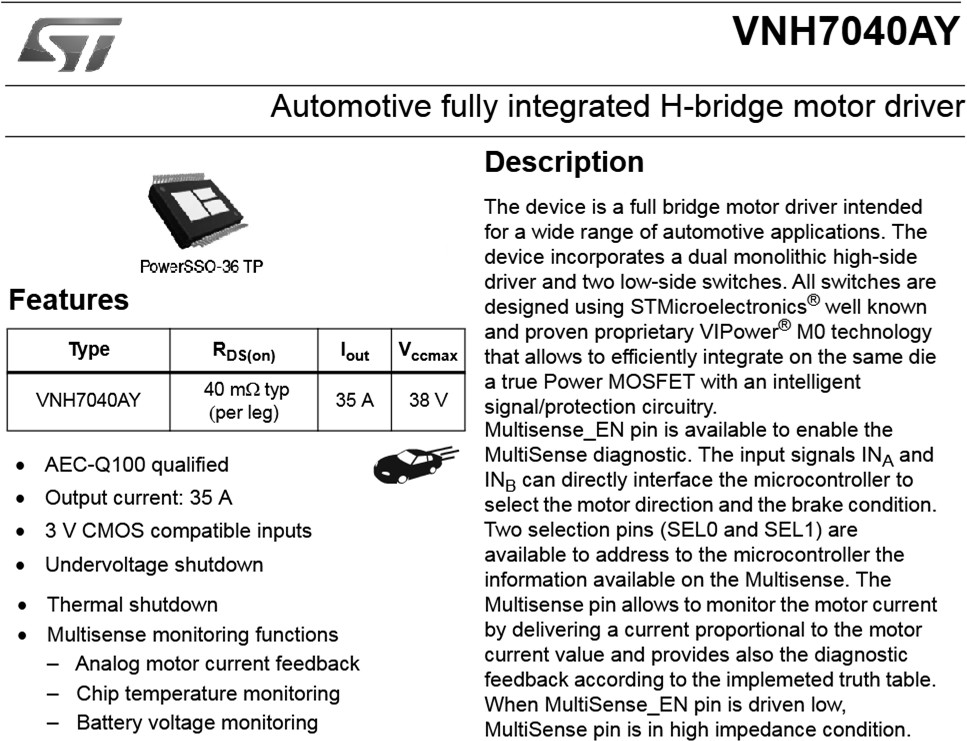 ST
VNH7040AY
Automotive fully integrated H-bridge motor driver
PowerSSO-36 TP
Features
Type RDS(on) Iout Vccmax
VNH7040AY 40 mΩ typ (per leg) 35 A 38 V
• AEC-Q100 qualified
• Output current: 35 A
• 3 V CMOS compatible inputs
• Undervoltage shutdown
• Thermal shutdown
• Multisense monitoring functions
– Analog motor current feedback
– Chip temperature monitoring
– Battery voltage monitoring
Description
The device is a full bridge motor driver intended
for a wide range of automotive applications. The
device incorporates a dual monolithic high-side
driver and two low-side switches. All switches are
designed using STMicroelectronics® well known
and proven proprietary VIPower® M0 technology
that allows to efficiently integrate on the same die
a true Power MOSFET with an intelligent
signal/protection circuitry.
Multisense_EN pin is available to enable the
MultiSense diagnostic. The input signals INA and
INB can directly interface the microcontroller to
select the motor direction and the brake condition.
Two selection pins (SEL0 and SEL1) are
available to address to the microcontroller the
information available on the Multisense. The
Multisense pin allows to monitor the motor current
by delivering a current proportional to the motor
current value and provides also the diagnostic
feedback according to the implemeted truth table.
When MultiSense_EN pin is driven low,
MultiSense pin is in high impedance condition.